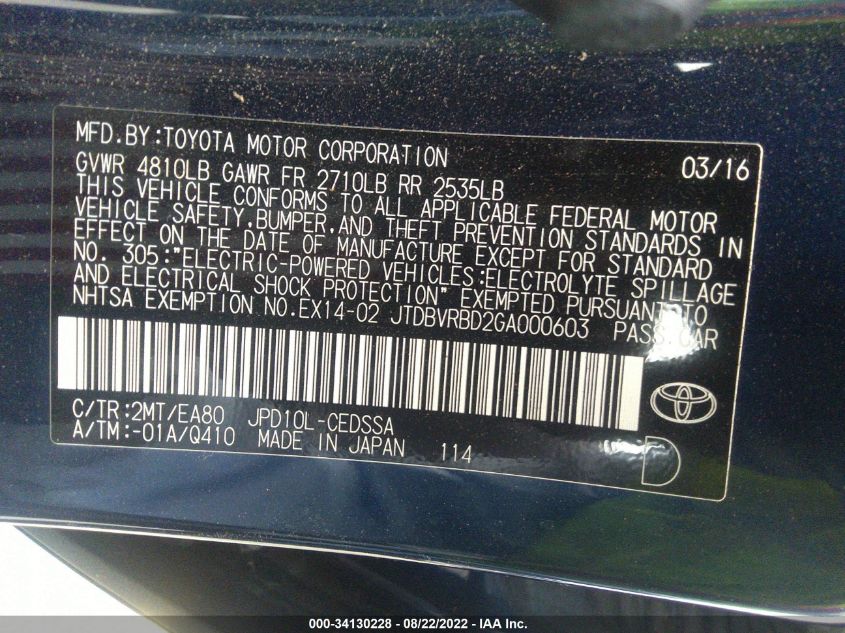 MFD.BY:TOYOTA MOTOR CORPORATION 03/16
GVWR 4810LB GAWR FR 2710LB RR 2535LB
THIS VEHICLE CONFORMS TO ALL APPLICABLE FEDERAL MOTOR
VEHICLE SAFETY,BUMPER,AND THEFT PREVENTION STANDARDS IN
EFFECT ON THE DATE OF MANUFACTURE EXCEPT FOR STANDARD
NO. 305:"ELECTRIC-POWERED VEHICLES:ELECTROLYTE SPILLAGE
AND ELECTRICAL SHOCK PROTECTION" EXEMPTED PURSUANT TO
NHTSA EXEMPTION NO.EX14-02 JTDBVRBD2GA000603 PASS.CAR
C/TR:2MT/EA80 JPD10L-CEDSSA
A/TM:-01A/Q410 MADE IN JAPAN 114
D
000-34130228 - 08/22/2022 - IAA Inc.